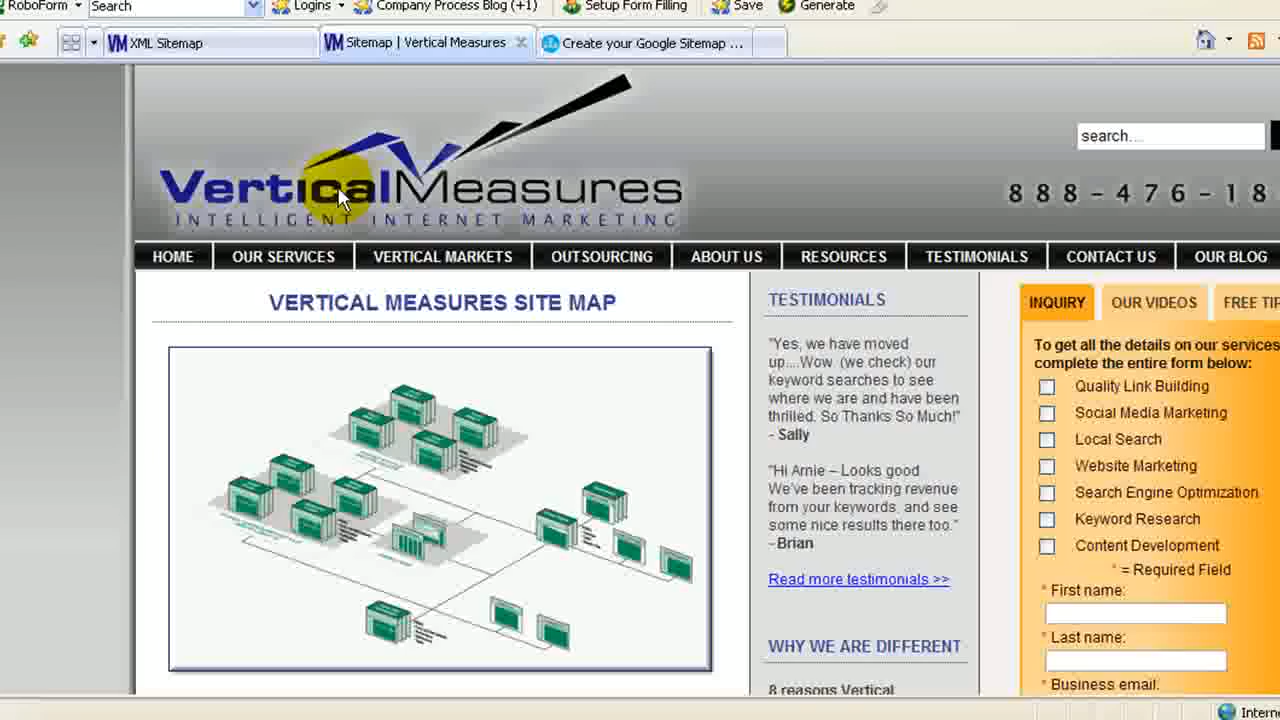 RoboForm Search Logins Company Process Blog (+1) Setup Form Filling Save Generate
VM XML Sitemap VM Sitemap | Vertical Measures Create your Google Sitemap ...
search...
VerticalMeasures
888-476-18
INTELLIGENT INTERNET MARKETING
HOME OUR SERVICES VERTICAL MARKETS OUTSOURCING ABOUT US RESOURCES TESTIMONIALS CONTACT US OUR BLOG
VERTICAL MEASURES SITE MAP
TESTIMONIALS
"Yes, we have moved
up....Wow (we check) our
keyword searches to see
where we are and have been
thrilled. So Thanks So Much!"
- Sally
"Hi Arnie – Looks good
We've been tracking revenue
from your keywords, and see
some nice results there too."
- Brian
Read more testimonials >>
WHY WE ARE DIFFERENT
8 reasons Vertical
INQUIRY OUR VIDEOS FREE TI
To get all the details on our services
complete the entire form below:
Quality Link Building
Social Media Marketing
Local Search
Website Marketing
Search Engine Optimization
Keyword Research
Content Development
* = Required Field
* First name:
* Last name:
* Business email:
Intern